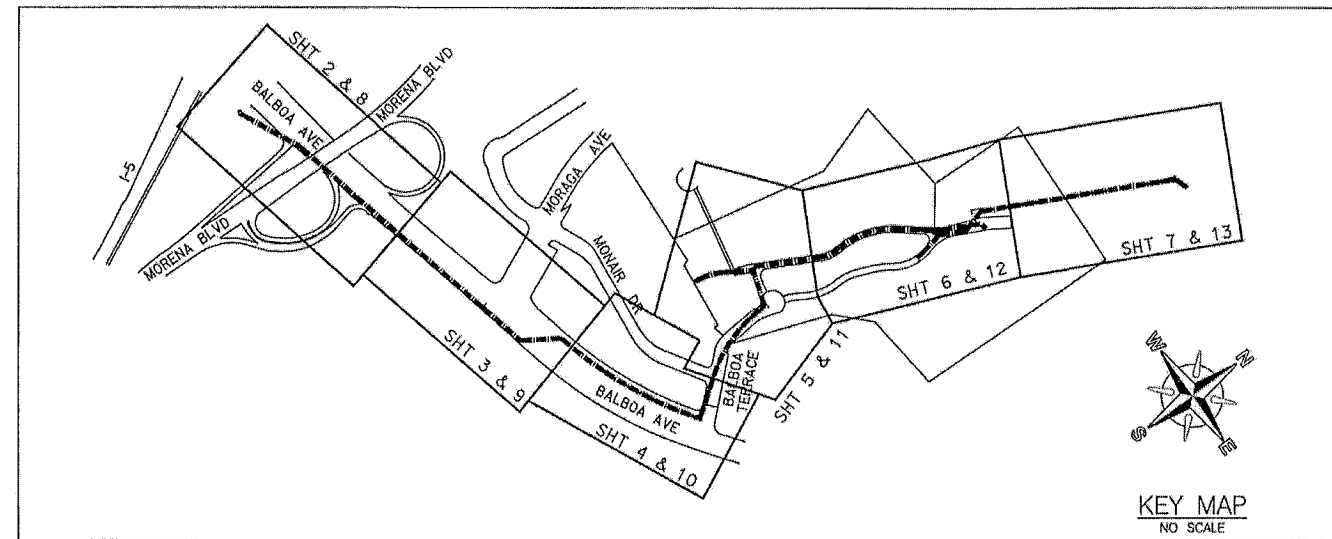 SHT 2 & 8
MORENA BLVD
BALBOA AVE
I-5
MORENA BLVD
MORAGA AVE
MONAIR DR
SHT 7 & 13
SHT 6 & 12
SHT 3 & 9
BALBOA AVE
BALBOA
TERRACE
SHT 5 & 11
SHT 4 & 10
W
N
S
E
KEY MAP
NO SCALE